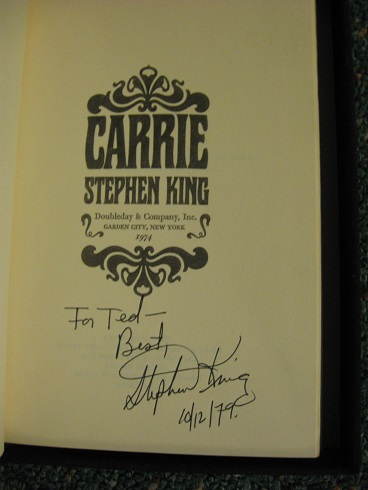 CARRIE
STEPHEN KING
Doubleday & Company, Inc.
GARDEN CITY, NEW YORK
1974
For Ted—
Best,
Stephen King
10/12/79.